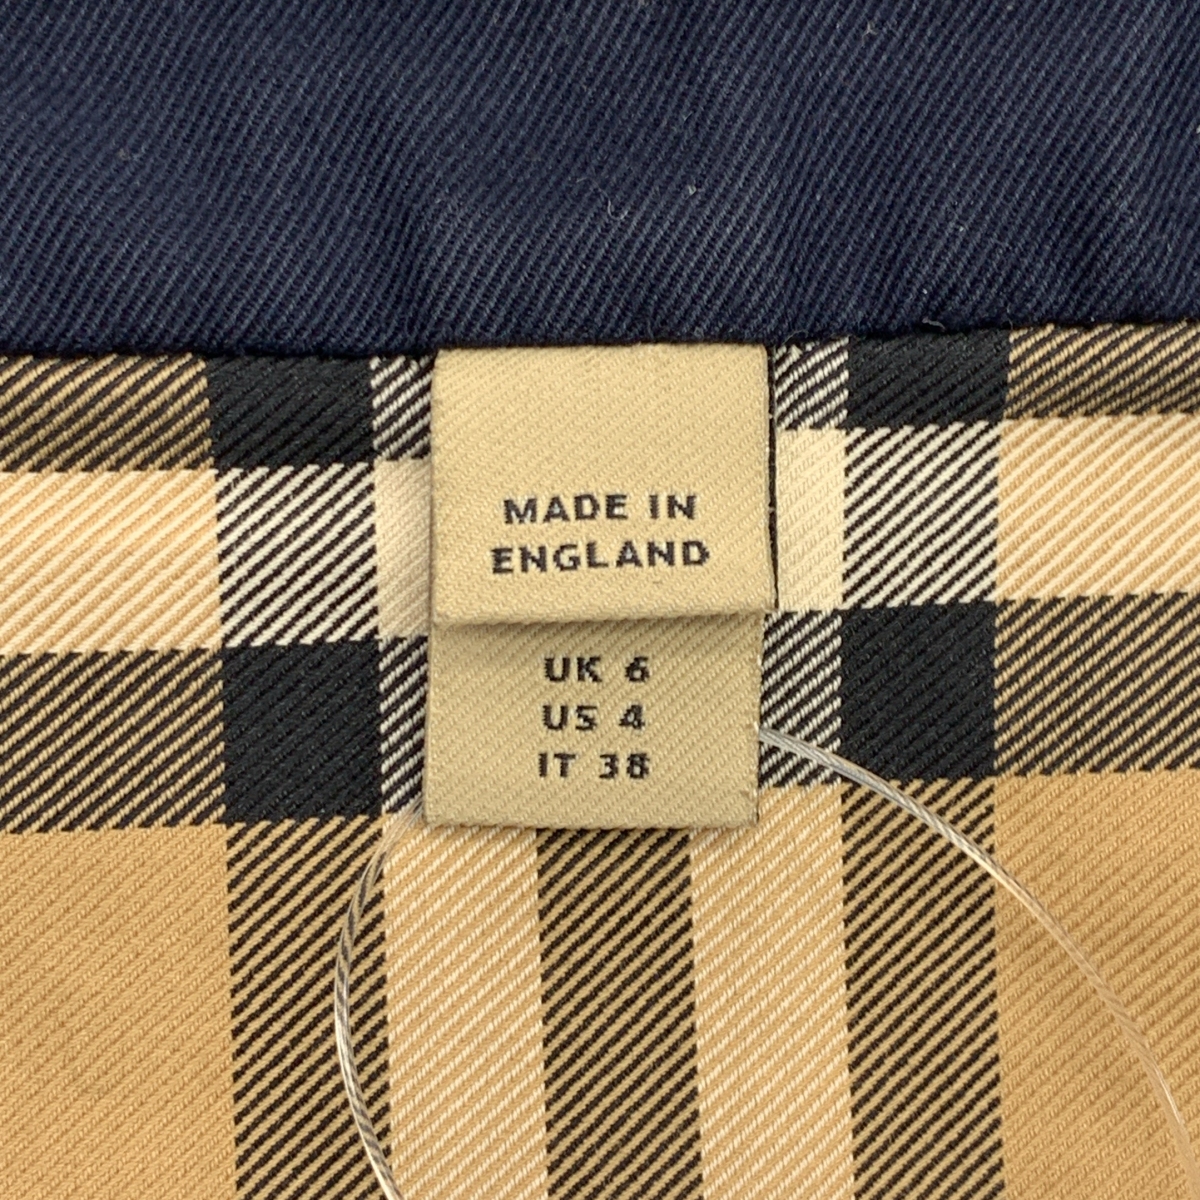 MADE IN
ENGLAND
UK 6
US 4
IT 38